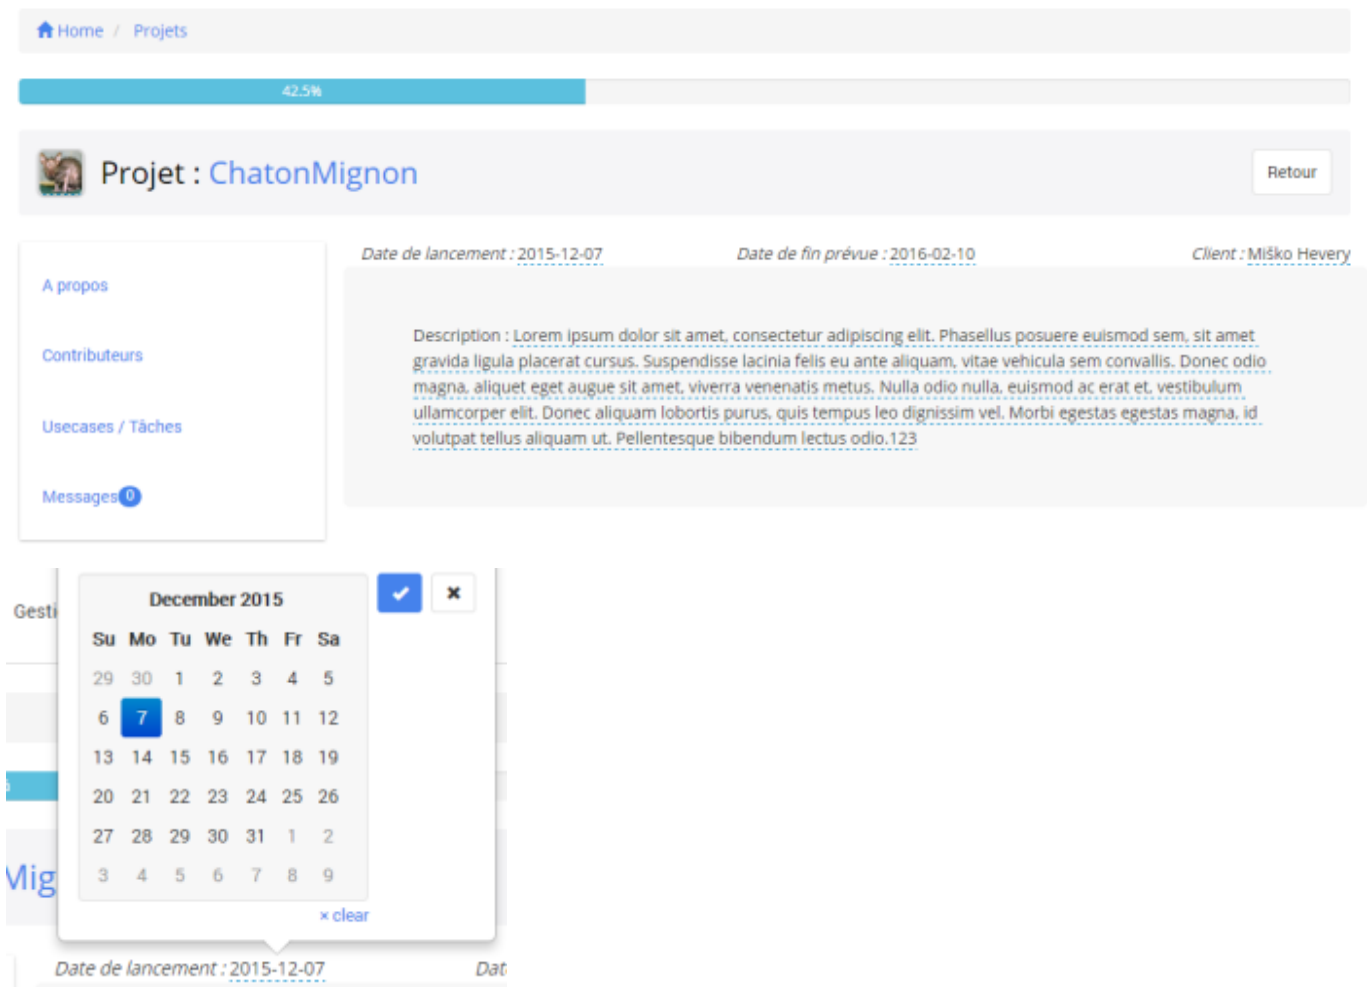 Home / Projets
42.5%
Projet : ChatonMignon
Retour
Date de lancement : 2015-12-07
Date de fin prévue : 2016-02-10
Client : Miško Hevery
A propos
Contributeurs
Usecases / Tâches
Messages 0
Description : Lorem ipsum dolor sit amet, consectetur adipiscing elit. Phasellus posuere euismod sem, sit amet
gravida ligula placerat cursus. Suspendisse lacinia felis eu ante aliquam, vitae vehicula sem convallis. Donec odio
magna, aliquet eget augue sit amet, viverra venenatis metus. Nulla odio nulla, euismod ac erat et, vestibulum
ullamcorper elit. Donec aliquam lobortis purus, quis tempus leo dignissim vel. Morbi egestas egestas magna, id
volutpat tellus aliquam ut. Pellentesque bibendum lectus odio.123
Gesti
December 2015
Su Mo Tu We Th Fr Sa
29 30 1 2 3 4 5
6 7 8 9 10 11 12
13 14 15 16 17 18 19
20 21 22 23 24 25 26
27 28 29 30 31 1 2
3 4 5 6 7 8 9
× clear
Mig
Date de lancement : 2015-12-07
Dat